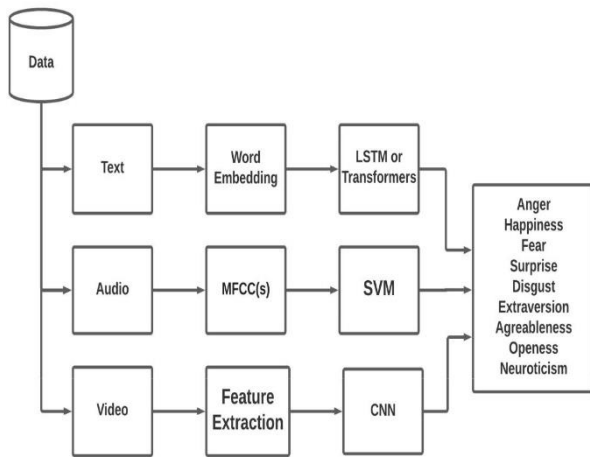 Data
Text
Word
Embedding
LSTM or
Transformers
Audio
MFCC(s)
SVM
Video
Feature
Extraction
CNN
Anger
Happiness
Fear
Surprise
Disgust
Extraversion
Agreableness
Openess
Neuroticism